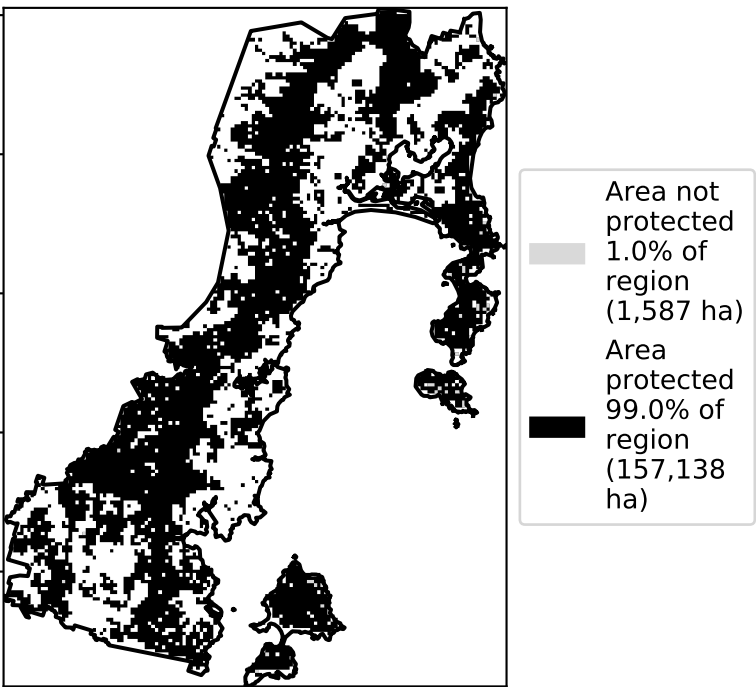 Area not
protected
1.0% of
region
(1,587 ha)
Area
protected
99.0% of
region
(157,138
ha)